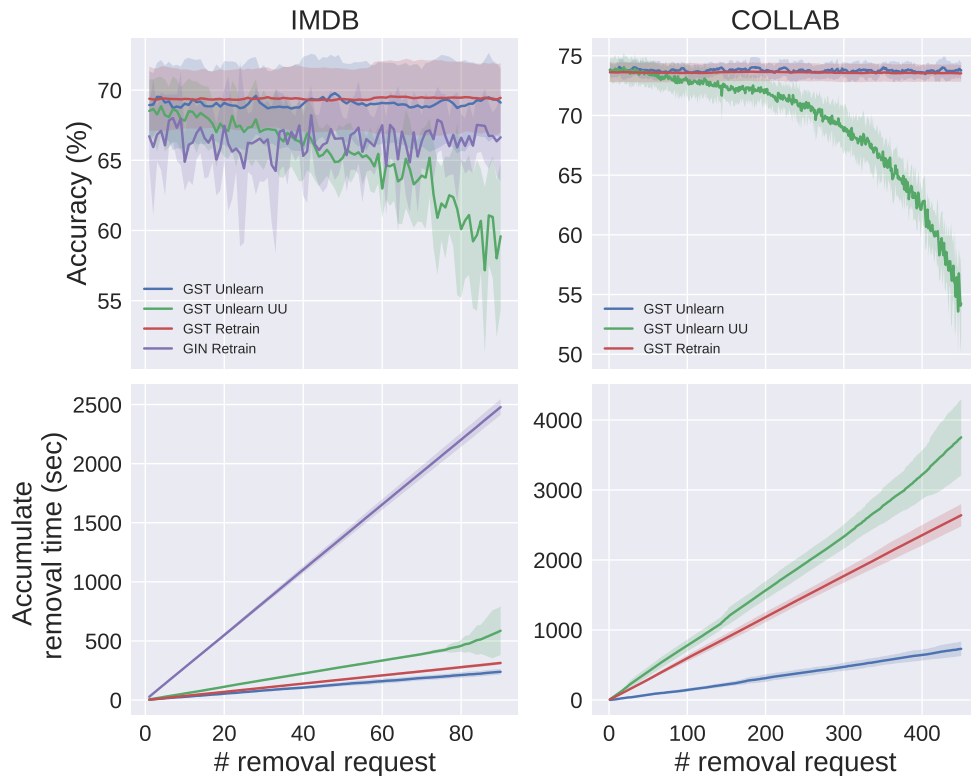 IMDB
COLLAB
Accuracy (%)
70
65
60
55
GST Unlearn
GST Unlearn UU
GST Retrain
GIN Retrain
75
70
65
60
55
50
GST Unlearn
GST Unlearn UU
GST Retrain
Accumulate
removal time (sec)
2500
2000
1500
1000
500
0
0 20 40 60 80
# removal request
4000
3000
2000
1000
0
0 100 200 300 400
# removal request